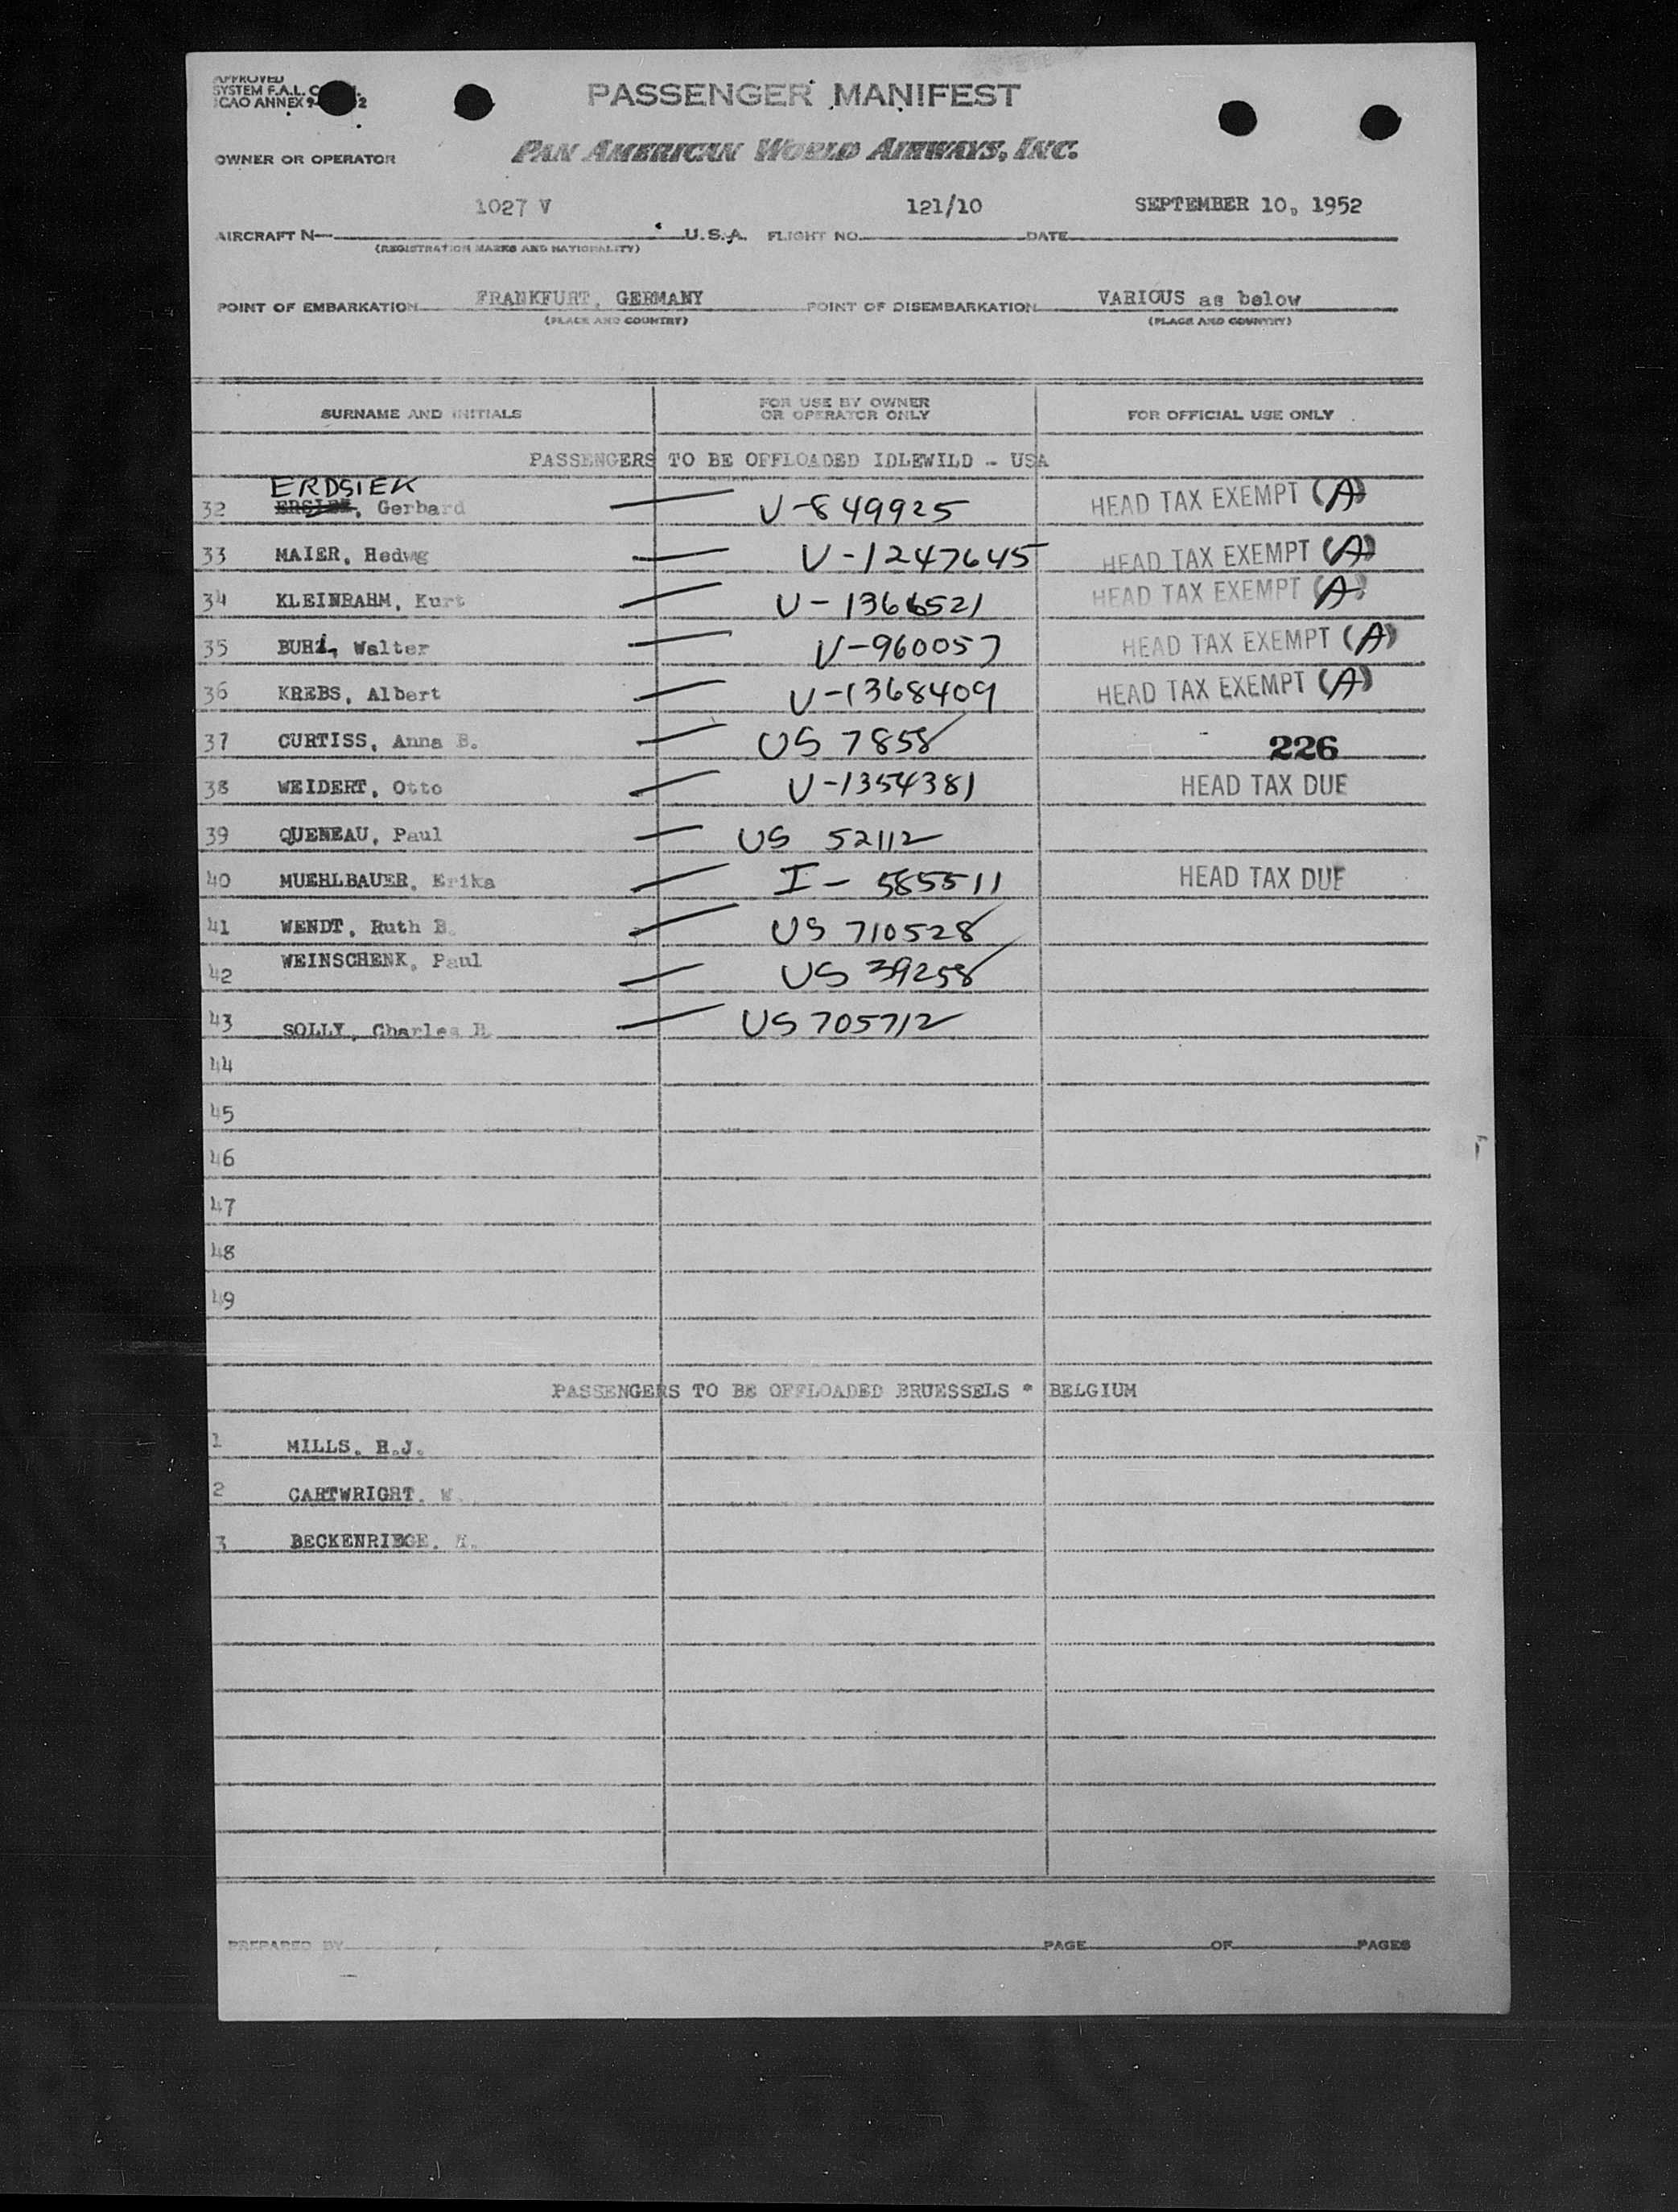 APPROVED
SYSTEM F.A.L.
ICAO ANNEX 9
PASSENGER MANIFEST
OWNER OR OPERATOR PAN AMERICAN WORLD AIRWAYS, INC.
1027 V 121/10 SEPTEMBER 10, 1952
AIRCRAFT N— U.S.A. FLIGHT NO. DATE
(REGISTRATION MARKS AND NATIONALITY)
POINT OF EMBARKATION FRANKFURT, GERMANY POINT OF DISEMBARKATION VARIOUS as below
(PLACE AND COUNTRY) (PLACE AND COUNTRY)
SURNAME AND INITIALS FOR USE BY OWNER OR OPERATOR ONLY FOR OFFICIAL USE ONLY
PASSENGERS TO BE OFFLOADED IDLEWILD - USA
ERDSIEK
32 , Gerhard — V-849925 HEAD TAX EXEMPT (A)
33 MAIER, Hedwg — V-1247645 HEAD TAX EXEMPT (A)
34 KLEINRAHM, Kurt — V-1366521 HEAD TAX EXEMPT (A)
35 Walter — V-960057 HEAD TAX EXEMPT (A)
36 KREBS, Albert — V-1368409 HEAD TAX EXEMPT (A)
37 CURTISS, Anna B. — US 7858 226
38 WEIDERT, Otto — V-1354381 HEAD TAX DUE
39 QUENEAU, Paul — US 52112
40 MUEHLBAUER, Erika — I-585511 HEAD TAX DUE
41 WENDT, Ruth B. — US 710528
42 WEINSCHENK, Paul — US 39258
43 SOLLY, Charles — US 705712
44
45
46
47
48
49
PASSENGERS TO BE OFFLOADED BRUESSELS * BELGIUM
1 MILLS, H.J.
2 CARTWRIGHT, W.
3 BECKENRIEGE,
PREPARED BY PAGE OF PAGES